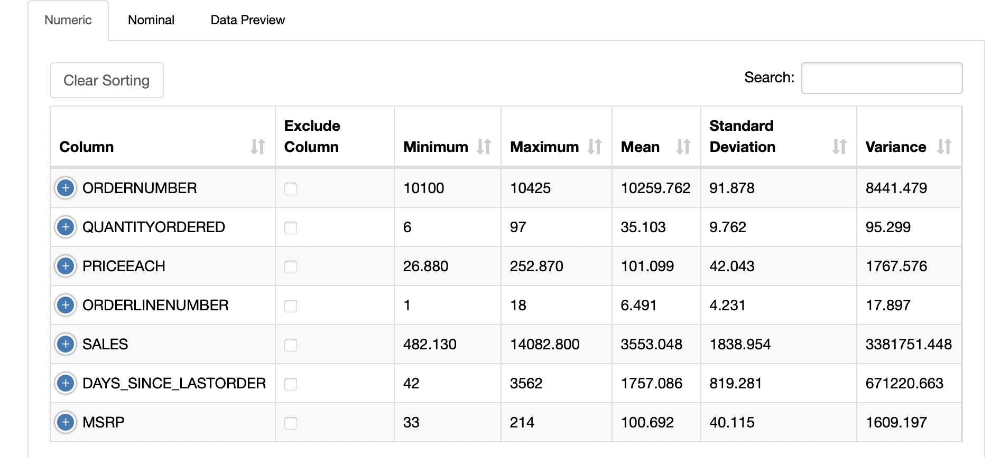 Numeric Nominal Data Preview
Clear Sorting Search:
Column Exclude Column Minimum Maximum Mean Standard Deviation Variance
ORDERNUMBER 10100 10425 10259.762 91.878 8441.479
QUANTITYORDERED 6 97 35.103 9.762 95.299
PRICEEACH 26.880 252.870 101.099 42.043 1767.576
ORDERLINENUMBER 1 18 6.491 4.231 17.897
SALES 482.130 14082.800 3553.048 1838.954 3381751.448
DAYS_SINCE_LASTORDER 42 3562 1757.086 819.281 671220.663
MSRP 33 214 100.692 40.115 1609.197